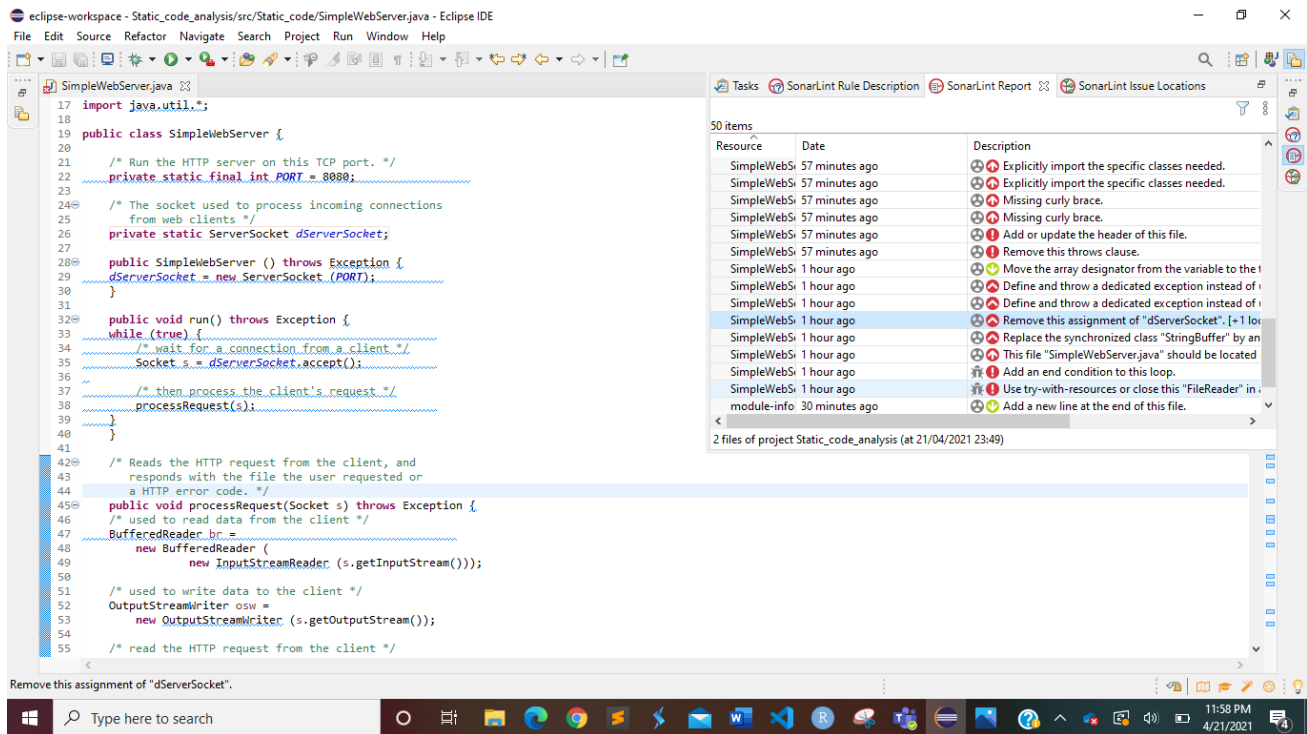 eclipse-workspace - Static_code_analysis/src/Static_code/SimpleWebServer.java - Eclipse IDE
File Edit Source Refactor Navigate Search Project Run Window Help
SimpleWebServer.java
17 import java.util.*;
18
19 public class SimpleWebServer {
20
21 /* Run the HTTP server on this TCP port. */
22 private static final int PORT = 8080;
23
24 /* The socket used to process incoming connections
25 from web clients */
26 private static ServerSocket dServerSocket;
27
28 public SimpleWebServer () throws Exception {
29 dServerSocket = new ServerSocket (PORT);
30 }
31
32 public void run() throws Exception {
33 while (true) {
34 /* wait for a connection from a client */
35 Socket s = dServerSocket.accept();
36
37 /* then process the client's request */
38 processRequest(s);
39 }
40 }
41
42 /* Reads the HTTP request from the client, and
43 responds with the file the user requested or
44 a HTTP error code. */
45 public void processRequest(Socket s) throws Exception {
46 /* used to read data from the client */
47 BufferedReader br =
48 new BufferedReader (
49 new InputStreamReader (s.getInputStream()));
50
51 /* used to write data to the client */
52 OutputStreamWriter osw =
53 new OutputStreamWriter (s.getOutputStream());
54
55 /* read the HTTP request from the client */
Tasks SonarLint Rule Description SonarLint Report SonarLint Issue Locations
50 items
Resource Date Description
SimpleWebS 57 minutes ago Explicitly import the specific classes needed.
SimpleWebS 57 minutes ago Explicitly import the specific classes needed.
SimpleWebS 57 minutes ago Missing curly brace.
SimpleWebS 57 minutes ago Missing curly brace.
SimpleWebS 57 minutes ago Add or update the header of this file.
SimpleWebS 57 minutes ago Remove this throws clause.
SimpleWebS 1 hour ago Move the array designator from the variable to the t
SimpleWebS 1 hour ago Define and throw a dedicated exception instead of
SimpleWebS 1 hour ago Define and throw a dedicated exception instead of
SimpleWebS 1 hour ago Remove this assignment of "dServerSocket". [+1 loc
SimpleWebS 1 hour ago Replace the synchronized class "StringBuffer" by an
SimpleWebS 1 hour ago This file "SimpleWebServer.java" should be located
SimpleWebS 1 hour ago Add an end condition to this loop.
SimpleWebS 1 hour ago Use try-with-resources or close this "FileReader" in
module-info 30 minutes ago Add a new line at the end of this file.
2 files of project Static_code_analysis (at 21/04/2021 23:49)
Remove this assignment of "dServerSocket".
Type here to search
11:58 PM
4/21/2021
4